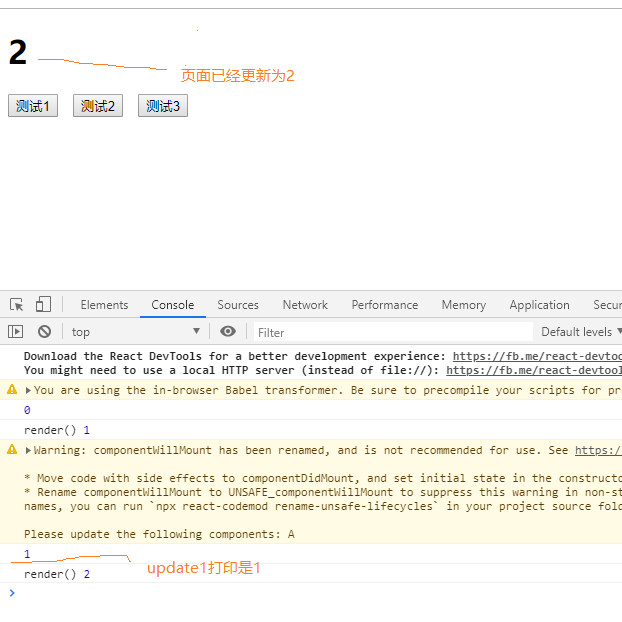 2
页面已经更新为2
测试1 测试2 测试3
Elements Console Sources Network Performance Memory Application Secur
top Filter Default levels
Download the React DevTools for a better development experience: https://fb.me/react-devtoo
You might need to use a local HTTP server (instead of file://): https://fb.me/react-devtool
You are using the in-browser Babel transformer. Be sure to precompile your scripts for pr
0
render() 1
Warning: componentWillMount has been renamed, and is not recommended for use. See https:/
* Move code with side effects to componentDidMount, and set initial state in the constructo
* Rename componentWillMount to UNSAFE_componentWillMount to suppress this warning in non-st
names, you can run `npx react-codemod rename-unsafe-lifecycles` in your project source fold
Please update the following components: A
1
update1打印是1
render() 2